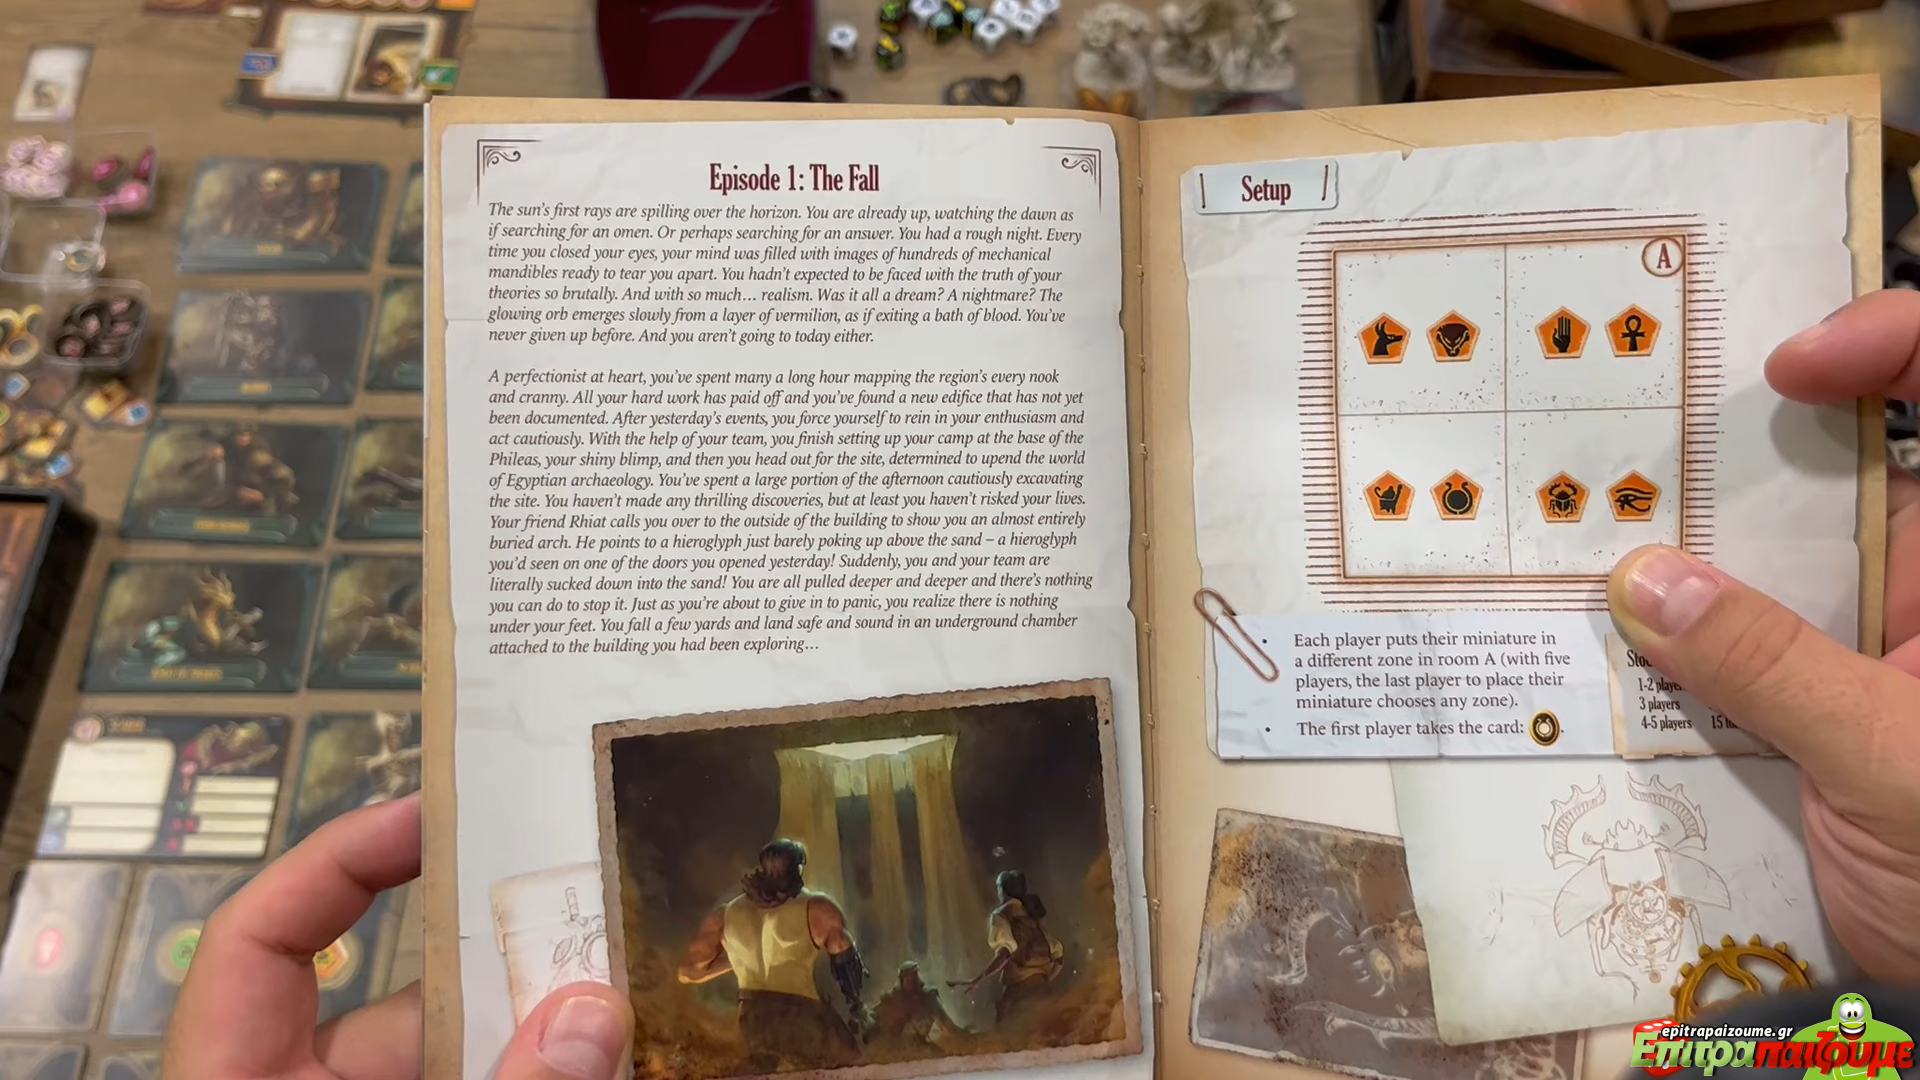 Episode 1: The Fall
The sun's first rays are spilling over the horizon. You are already up, watching the dawn as
if searching for an omen. Or perhaps searching for an answer. You had a rough night. Every
time you closed your eyes, your mind was filled with images of hundreds of mechanical
mandibles ready to tear you apart. You hadn't expected to be faced with the truth of your
theories so brutally. And with so much… realism. Was it all a dream? A nightmare? The
glowing orb emerges slowly from a layer of vermilion, as if exiting a bath of blood. You've
never given up before. And you aren't going to today either.
A perfectionist at heart, you've spent many a long hour mapping the region's every nook
and cranny. All your hard work has paid off and you've found a new edifice that has not yet
been documented. After yesterday's events, you force yourself to rein in your enthusiasm and
act cautiously. With the help of your team, you finish setting up your camp at the base of the
Phileas, your shiny blimp, and then you head out for the site, determined to upend the world
of Egyptian archaeology. You've spent a large portion of the afternoon cautiously excavating
the site. You haven't made any thrilling discoveries, but at least you haven't risked your lives.
Your friend Rhiat calls you over to the outside of the building to show you an almost entirely
buried arch. He points to a hieroglyph just barely poking up above the sand – a hieroglyph
you'd seen on one of the doors you opened yesterday! Suddenly, you and your team are
literally sucked down into the sand! You are all pulled deeper and deeper and there's nothing
you can do to stop it. Just as you're about to give in to panic, you realize there is nothing
under your feet. You fall a few yards and land safe and sound in an underground chamber
attached to the building you had been exploring…
Setup
A
• Each player puts their miniature in
a different zone in room A (with five
players, the last player to place their
miniature chooses any zone).
• The first player takes the card: .
1-2
3 players
4-5 players 15
epitrapaizoume.gr
Επιτραπαίζουμε